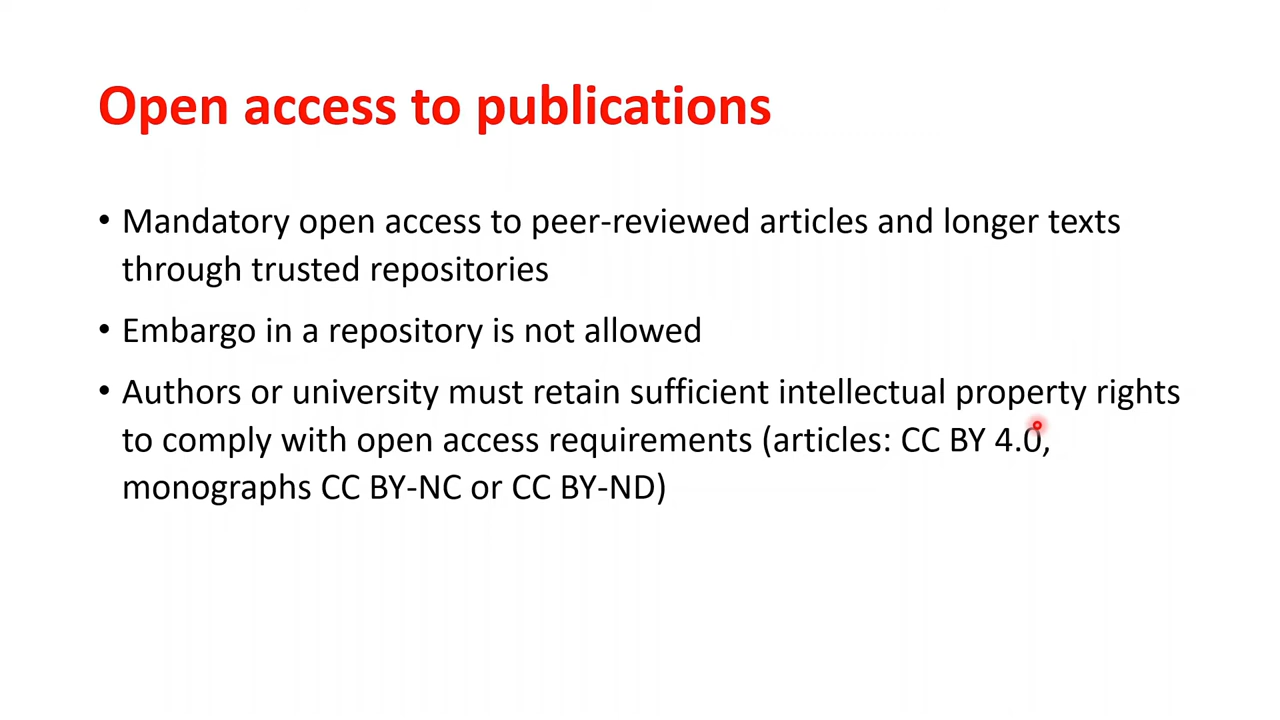 Open access to publications
• Mandatory open access to peer-reviewed articles and longer texts
through trusted repositories
• Embargo in a repository is not allowed
• Authors or university must retain sufficient intellectual property rights
to comply with open access requirements (articles: CC BY 4.0,
monographs CC BY-NC or CC BY-ND)